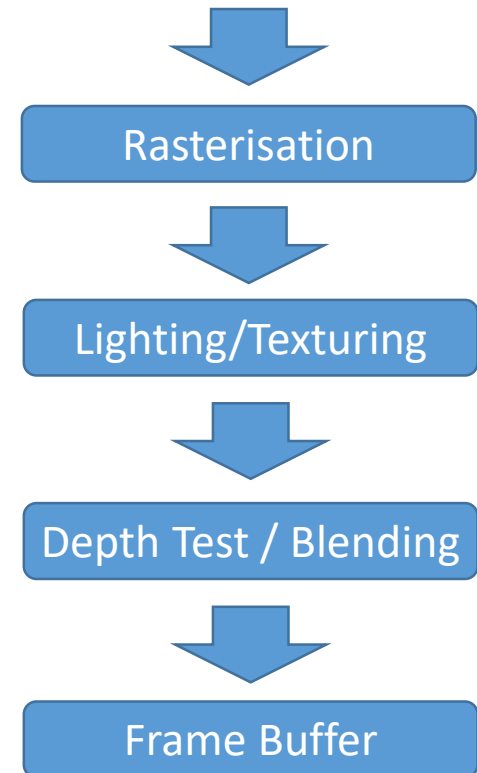 Rasterisation
Lighting/Texturing
Depth Test / Blending
Frame Buffer